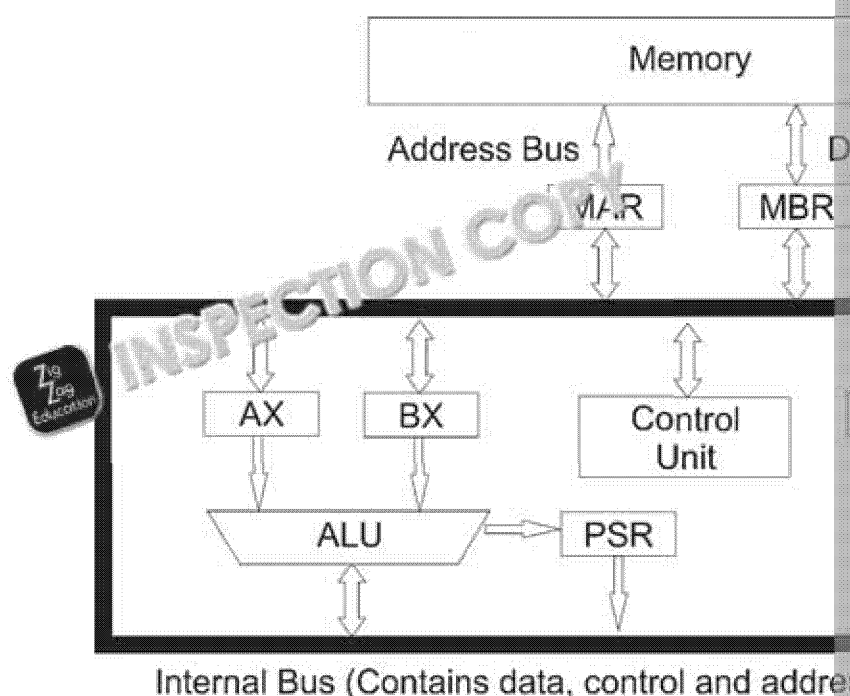 Memory
Address Bus
D
MAR
MBR
INSPECTION COPY
Zig
Zag
Education
AX
BX
Control
Unit
ALU
PSR
Internal Bus (Contains data, control and addre